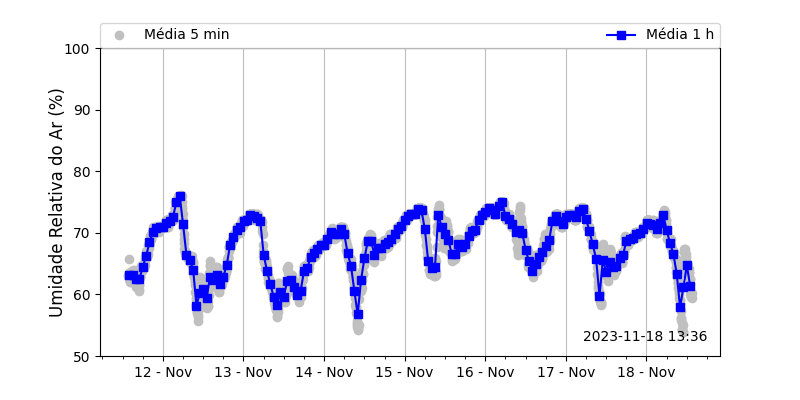 Média 5 min
Média 1 h
Umidade Relativa do Ar (%)
100
90
80
70
60
50
2023-11-18 13:36
12 - Nov
13 - Nov
14 - Nov
15 - Nov
16 - Nov
17 - Nov
18 - Nov